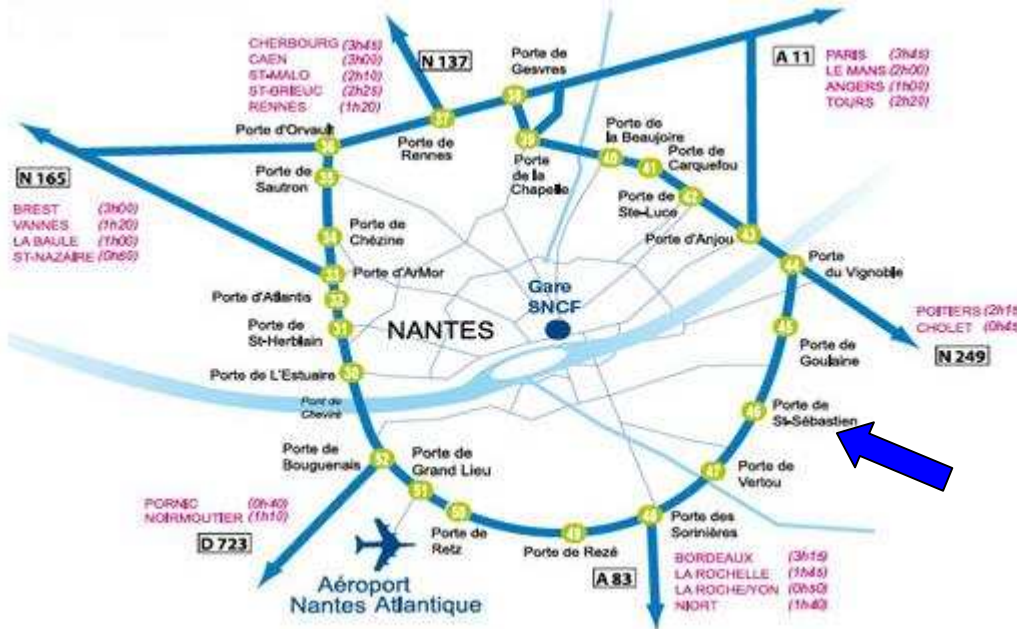 CHERBOURG (3h45)
CAEN (3h00)
ST-MALO (2h10)
ST-BRIEUC (2h25)
RENNES (1h20)
N 137
Porte de
Gesvres
A 11
PARIS (3h45)
LE MANS (2h00)
ANGERS (1h00)
TOURS (2h20)
38
37
Porte d'Orvault
36
Porte de
Rennes
39
Porte
de la
Chapelle
Porte de
la Beaujoire
40
41
Porte de
Carquefou
N 165
Porte de
Sautron
35
42
Porte de
Ste-Luce
BREST (3h00)
VANNES (1h20)
LA BAULE (1h00)
ST-NAZAIRE (0h50)
34
Porte de
Chézine
Porte d'Anjou
43
33
Porte d'ArMor
44
Porte
du Vignoble
Porte d'Atlantis
32
Gare
SNCF
NANTES
Porte de
St-Herblain
31
POITIERS (2h15
CHOLET (0h45
N 249
45
Porte de
Goulaine
Porte de L'Estuaire
30
Pont de
Cheviré
46
Porte de
St-Sébastien
Porte de
Bouguenais
52
Porte de
Grand Lieu
51
47
Porte de
Vertou
PORNIC (0h40)
NOIRMOUTIER (1h10)
D 723
50
Porte de
Retz
49
Porte de Rezé
48
Porte des
Sorinières
Aéroport
Nantes Atlantique
A 83
BORDEAUX (3h15)
LA ROCHELLE (1h45)
LA ROCHE/YON (0h50)
NIORT (1h40)